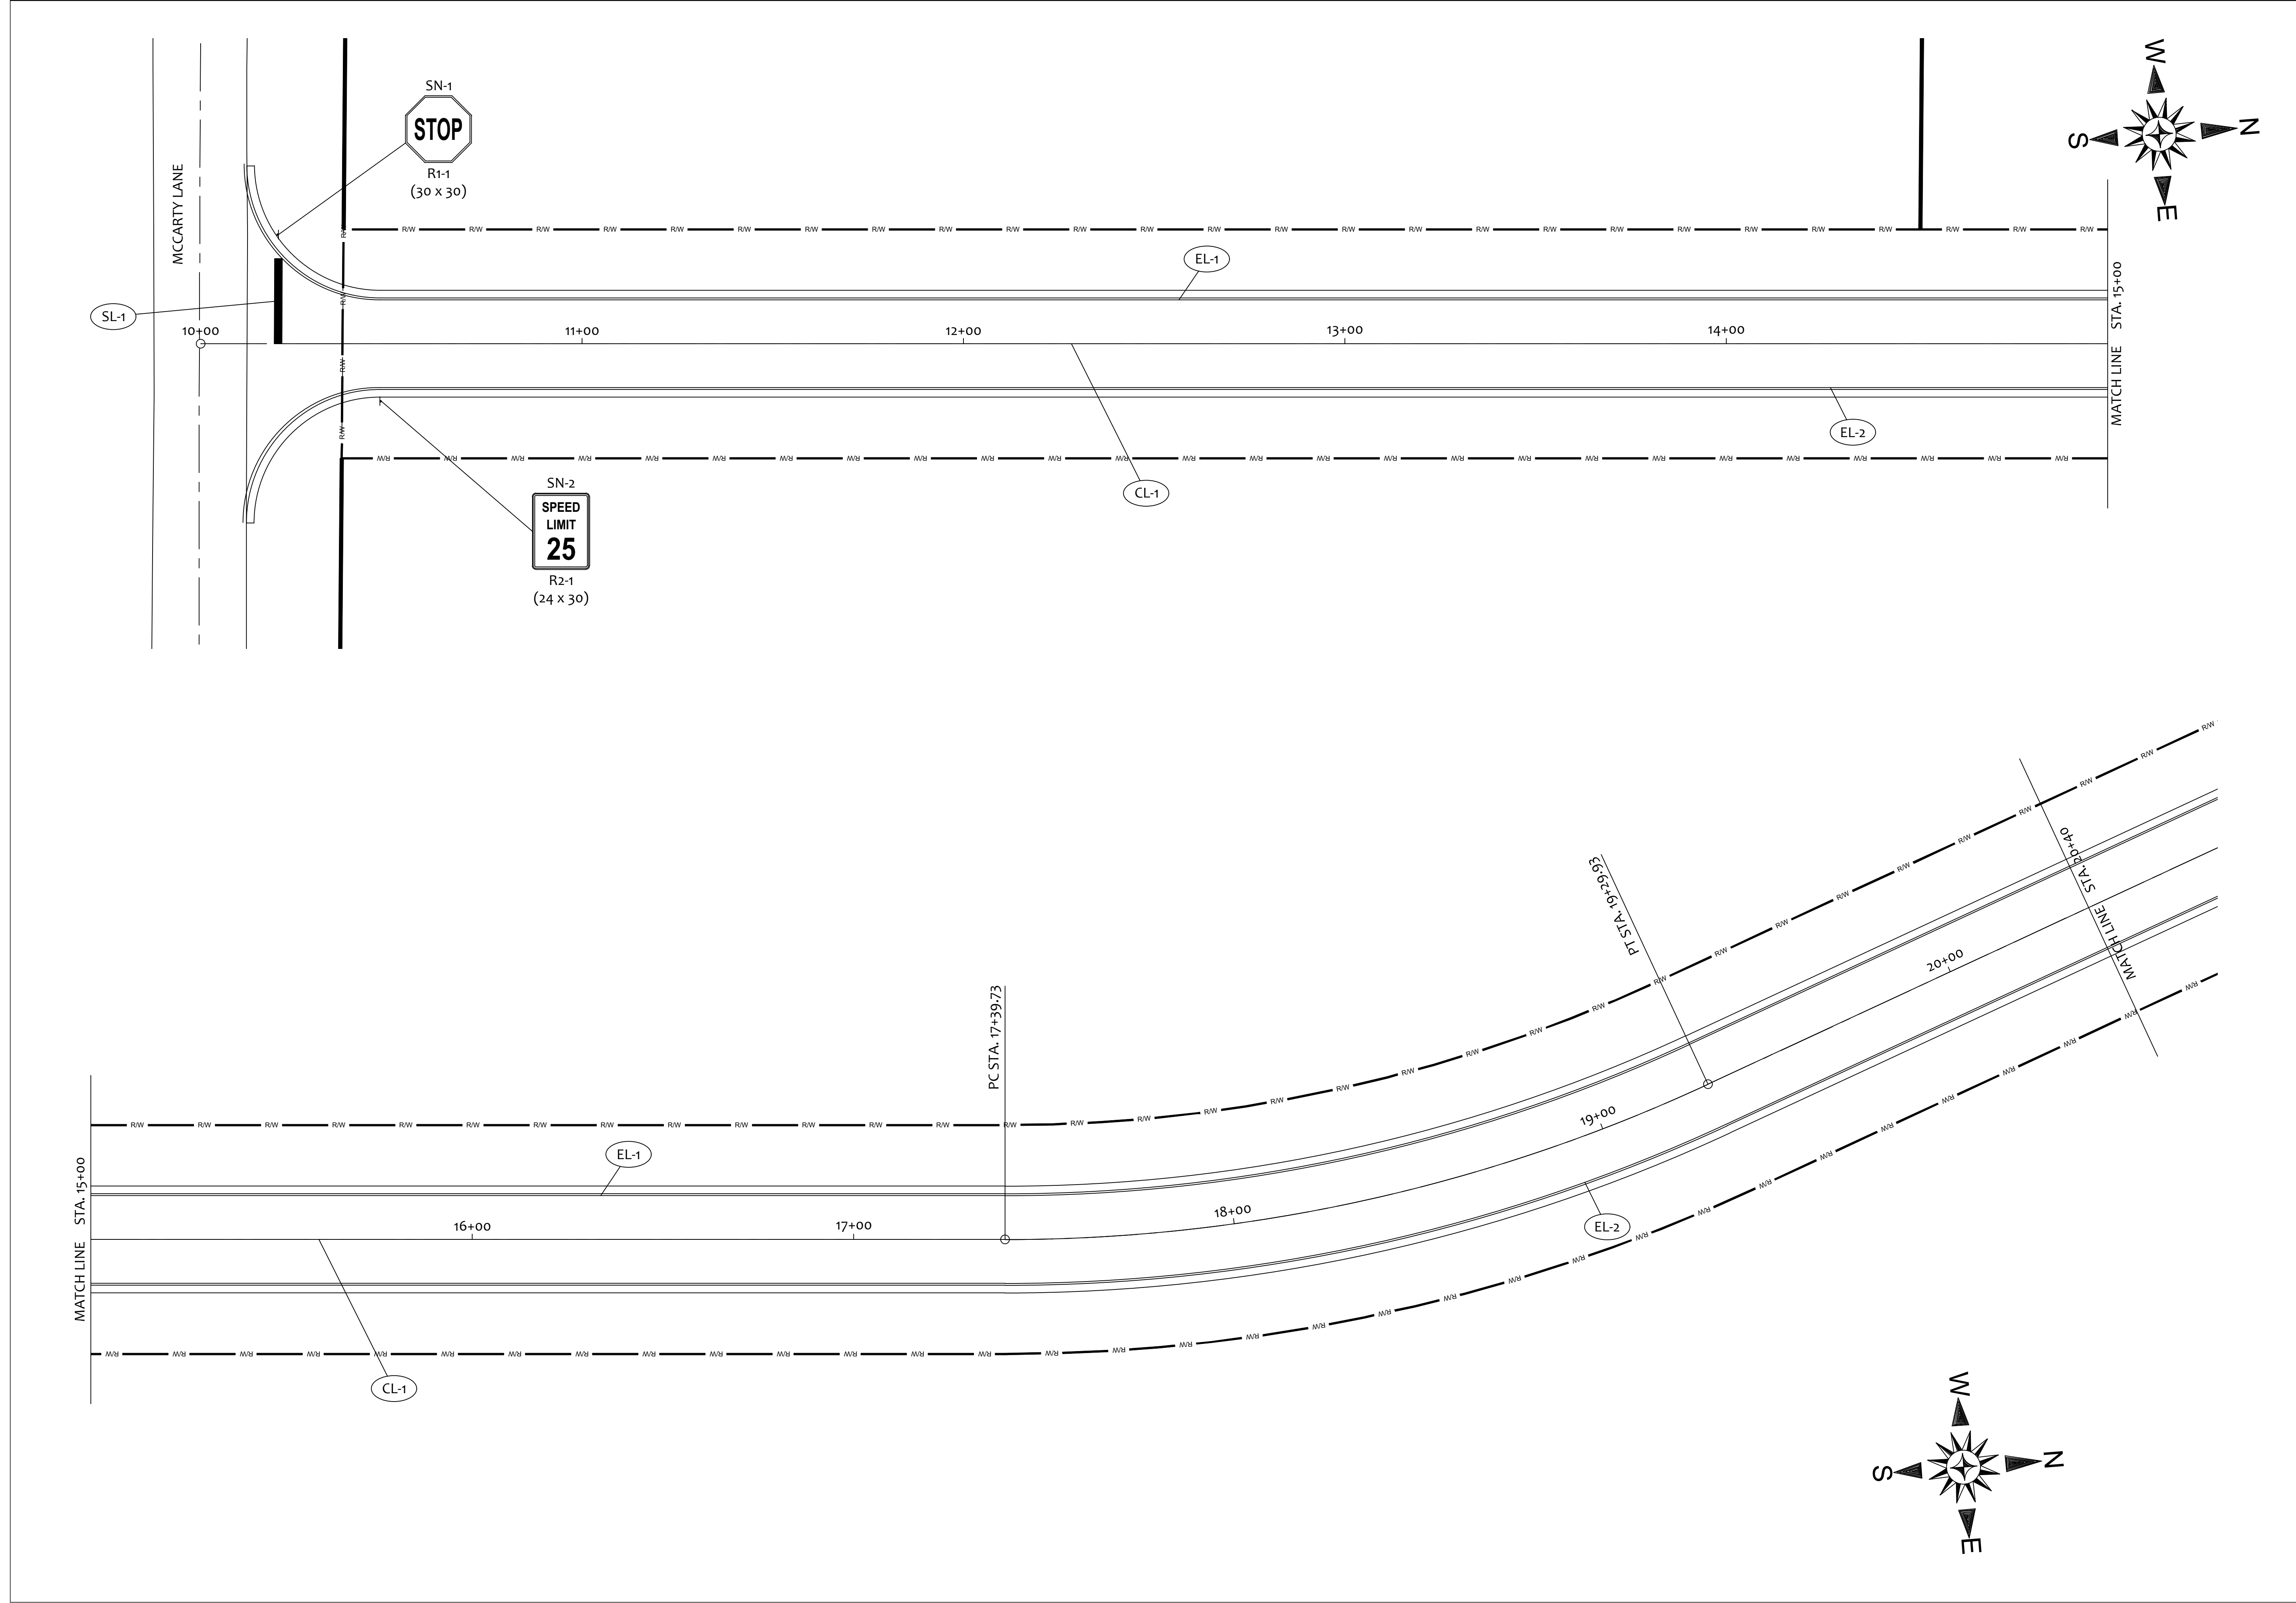 SN-1
STOP
R1-1
(30 x 30)
W
N
S
E
MCCARTY LANE
R/W R/W R/W R/W R/W R/W R/W R/W R/W R/W R/W R/W R/W R/W R/W R/W R/W R/W R/W R/W R/W R/W R/W R/W R/W R/W
R/W
R/W
R/W
R/W
EL-1
SL-1
10+00 11+00 12+00 13+00 14+00
MATCH LINE STA. 15+00
EL-2
R/W R/W R/W R/W R/W R/W R/W R/W R/W R/W R/W R/W R/W R/W R/W R/W R/W R/W R/W R/W R/W R/W R/W R/W R/W R/W
CL-1
SN-2
SPEED
LIMIT
25
R2-1
(24 x 30)
MATCH LINE STA. 20+40
PT STA. 19+29.93
20+00
PC STA. 17+39.73
R/W R/W R/W R/W R/W R/W R/W R/W R/W R/W R/W R/W R/W R/W R/W R/W R/W R/W R/W R/W R/W R/W R/W R/W R/W R/W R/W R/W R/W R/W R/W R/W
19+00
EL-1
MATCH LINE STA. 15+00
16+00 17+00 18+00
EL-2
R/W R/W R/W R/W R/W R/W R/W R/W R/W R/W R/W R/W R/W R/W R/W R/W R/W R/W R/W R/W R/W R/W R/W R/W R/W R/W R/W R/W R/W R/W R/W R/W R/W
CL-1
W
N
S
E